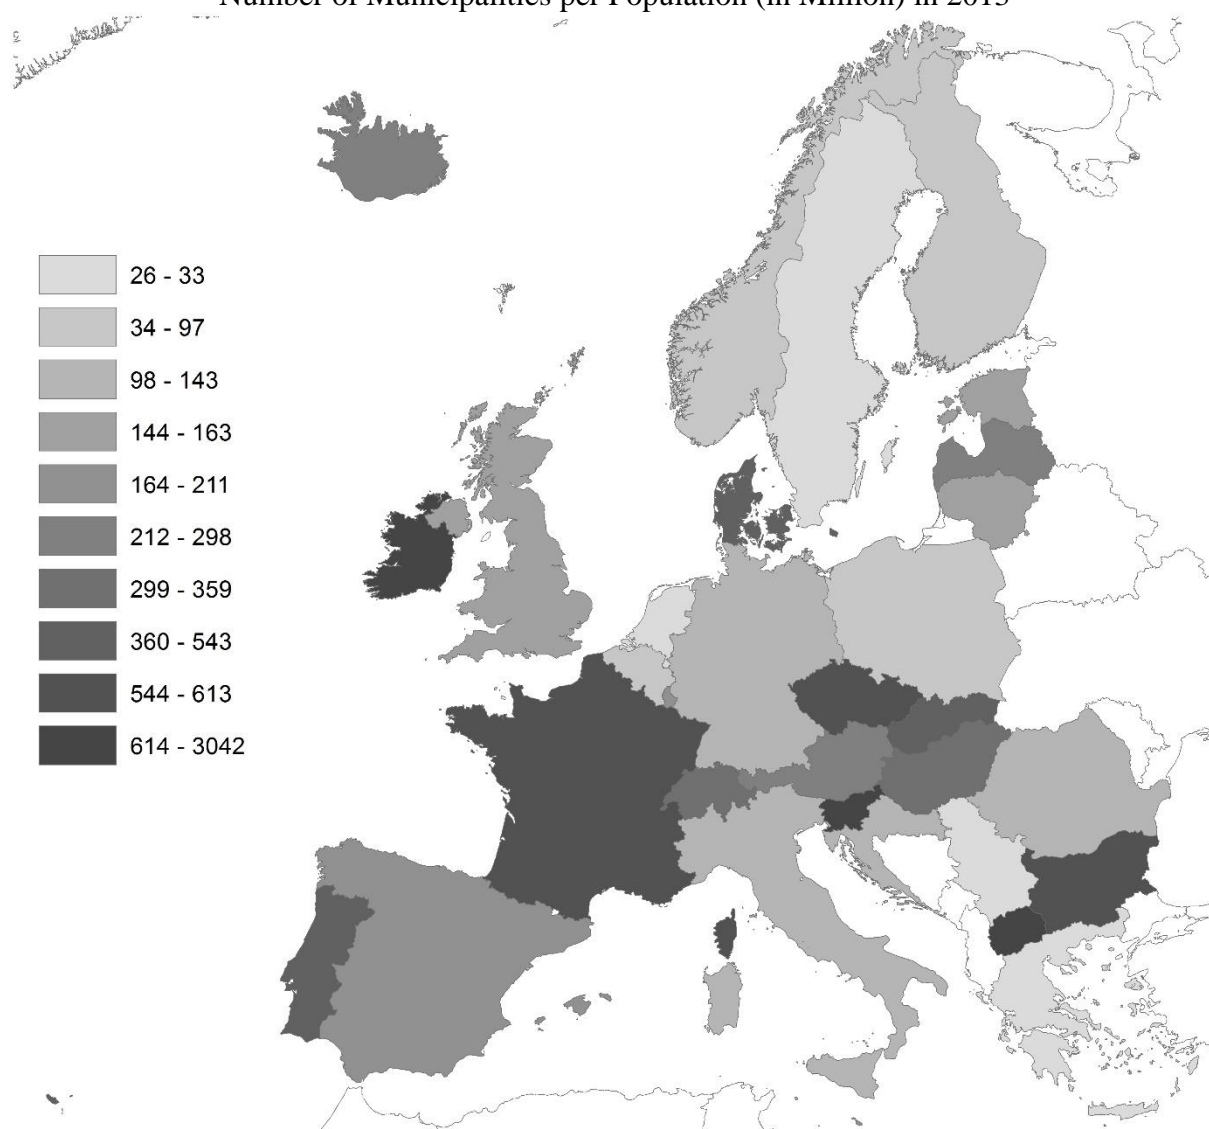 Number of Municipalities per Population (in Million) in 2013
26 - 33
34 - 97
98 - 143
144 - 163
164 - 211
212 - 298
299 - 359
360 - 543
544 - 613
614 - 3042